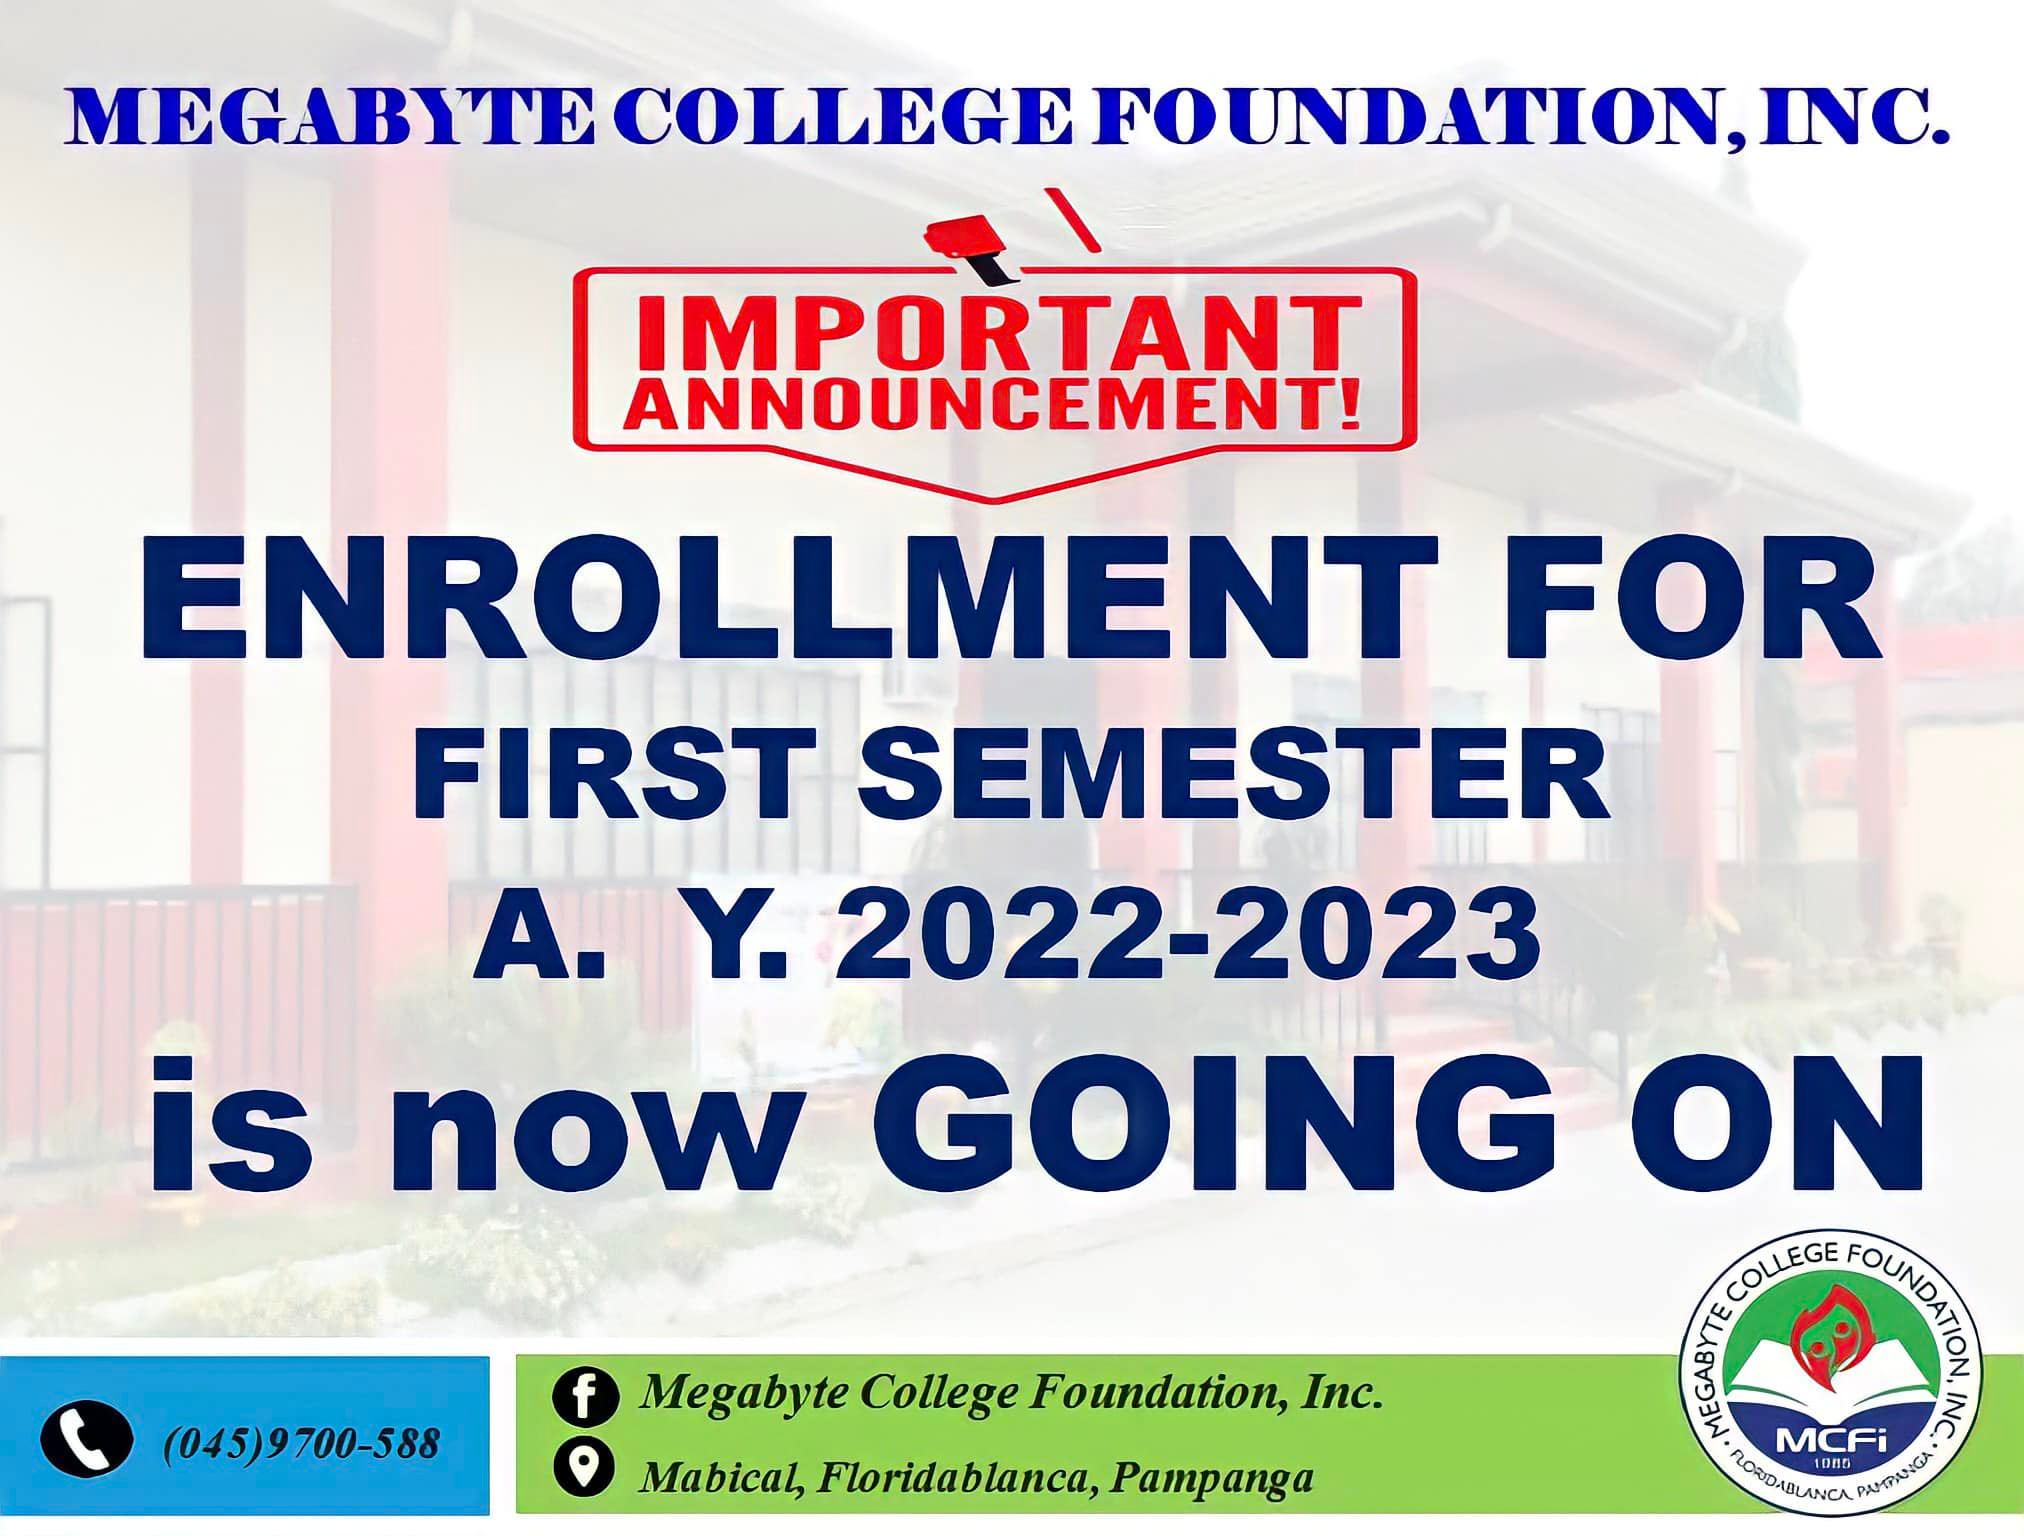 MEGABYTE COLLEGE FOUNDATION, INC.
IMPORTANT
ANNOUNCEMENT!
ENROLLMENT FOR
FIRST SEMESTER
A. Y. 2022-2023
is now GOING ON
(045)9700-588
Megabyte College Foundation, Inc.
Mabical, Floridablanca, Pampanga
MEGABYTE COLLEGE FOUNDATION, INC.
MCFi
FLORIDABLANCA, PAMPANGA